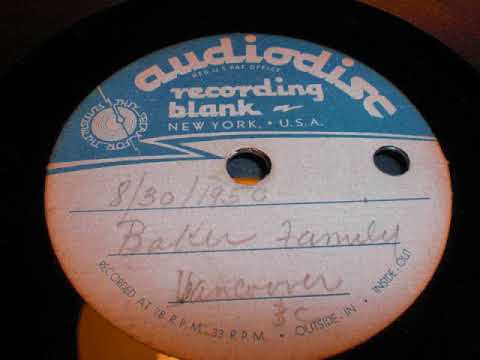 audiodisc
REG. U.S. PAT. OFFICE
recording
blank
NEW YORK, • U.S.A.
8/30/1950
Baker Family
Vancouver
BC
RECORDED AT 78 R.P.M. • 33 R.P.M. • OUTSIDE-IN • INSIDE-OUT